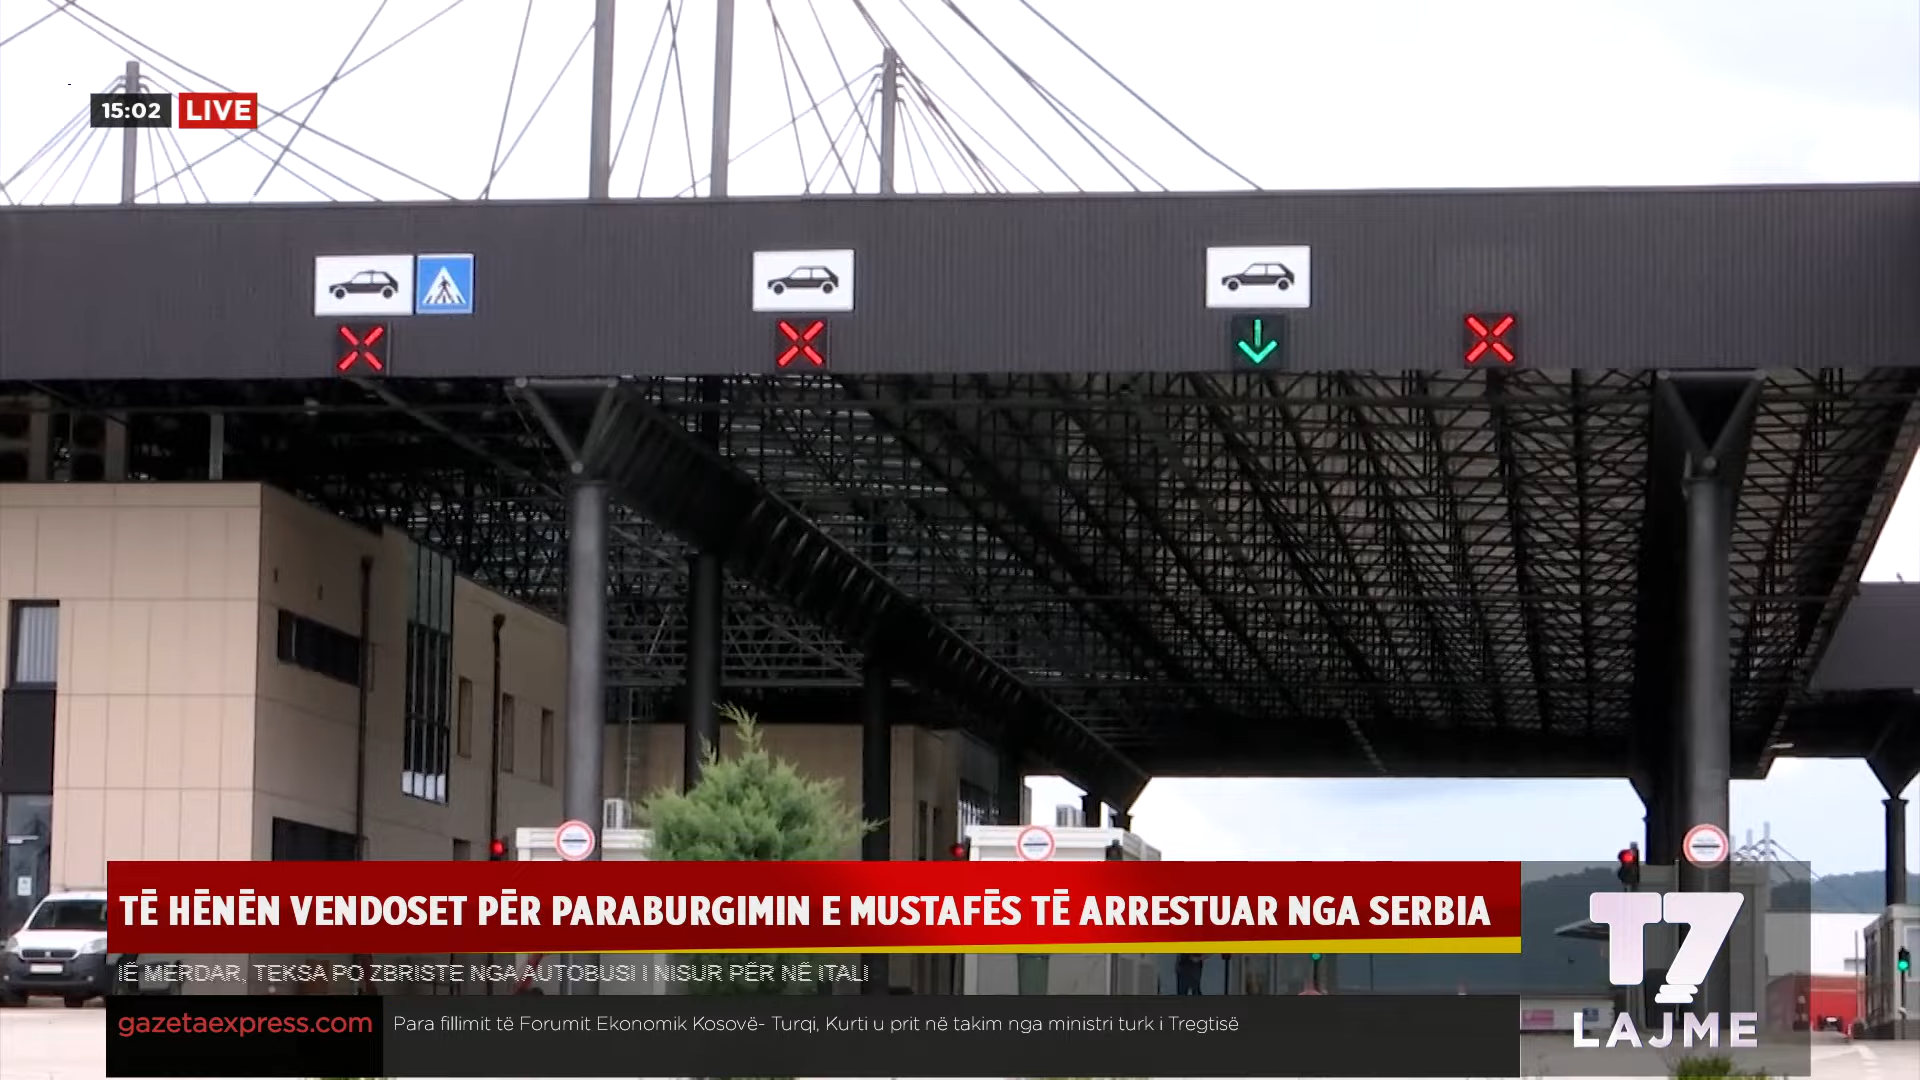 15:02 LIVE
TË HËNËN VENDOSET PËR PARABURGIMIN E MUSTAFËS TË ARRESTUAR NGA SERBIA
MERDAR, TEKSA PO ZBRISTE NGA AUTOBUSI I NISUR PËR NË ITALI
gazetaexpress.com
Para fillimit të Forumit Ekonomik Kosovë- Turqi, Kurti u prit në takim nga ministri turk i Tregtisë
T7
LAJME